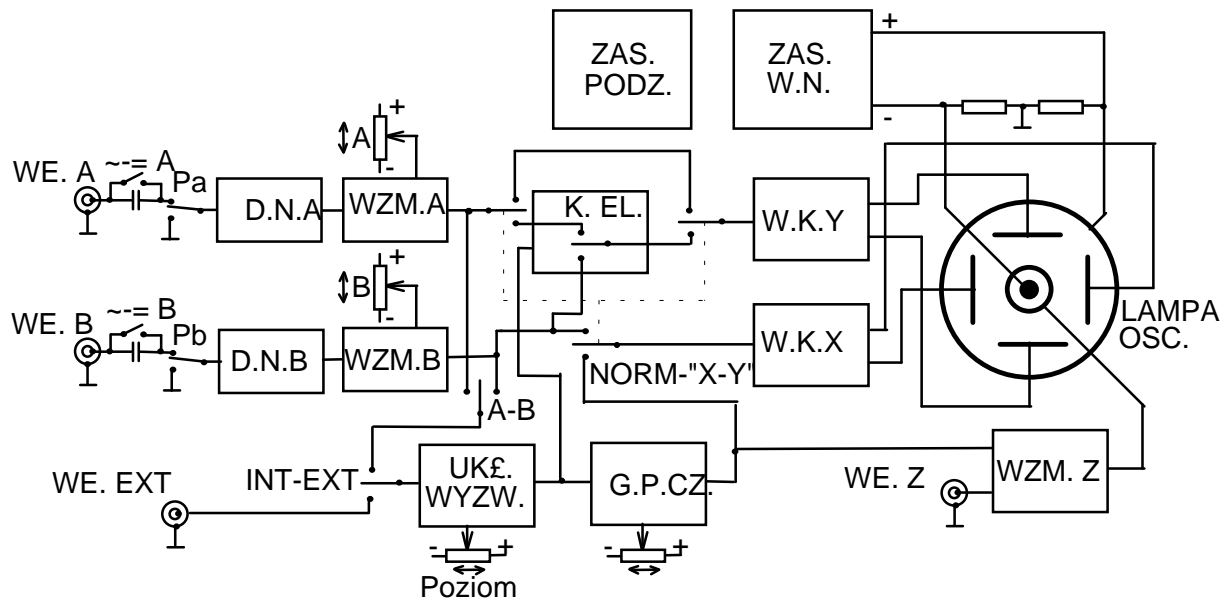 ZAS.
PODZ.
ZAS.
W.N.
+
-
+
A
-
WE. A
~-= A
Pa
D.N.A
WZM.A
K. EL.
W.K.Y
+
B
-
WE. B
~-= B
Pb
D.N.B
WZM.B
W.K.X
LAMPA
OSC.
NORM-"X-Y"
A-B
WE. EXT
INT-EXT
UK£.
WYZW.
G.P.CZ.
WE. Z
WZM. Z
- +
Poziom
- +